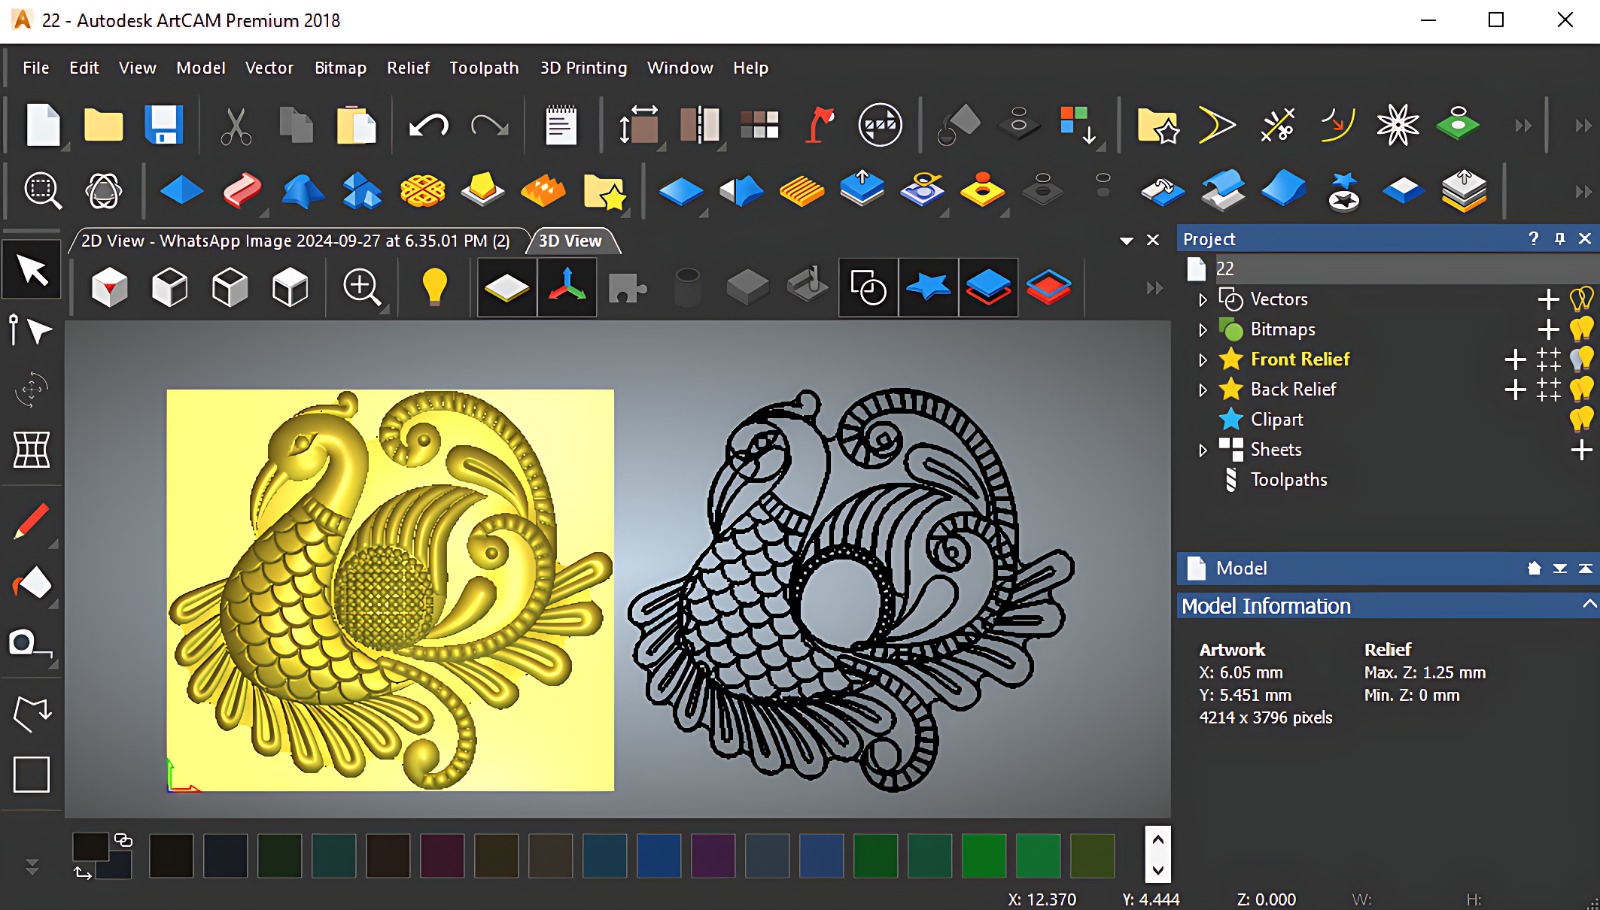 22 - Autodesk ArtCAM Premium 2018
File Edit View Model Vector Bitmap Relief Toolpath 3D Printing Window Help
2D View - WhatsApp Image 2024-09-27 at 6.35.01 PM (2) 3D View
Project
22
Vectors
Bitmaps
Front Relief
Back Relief
Clipart
Sheets
Toolpaths
Model
Model Information
Artwork Relief
X: 6.05 mm Max. Z: 1.25 mm
Y: 5.451 mm Min. Z: 0 mm
4214 x 3796 pixels
X: 12.370 Y: 4.444 Z: 0.000 W: H: